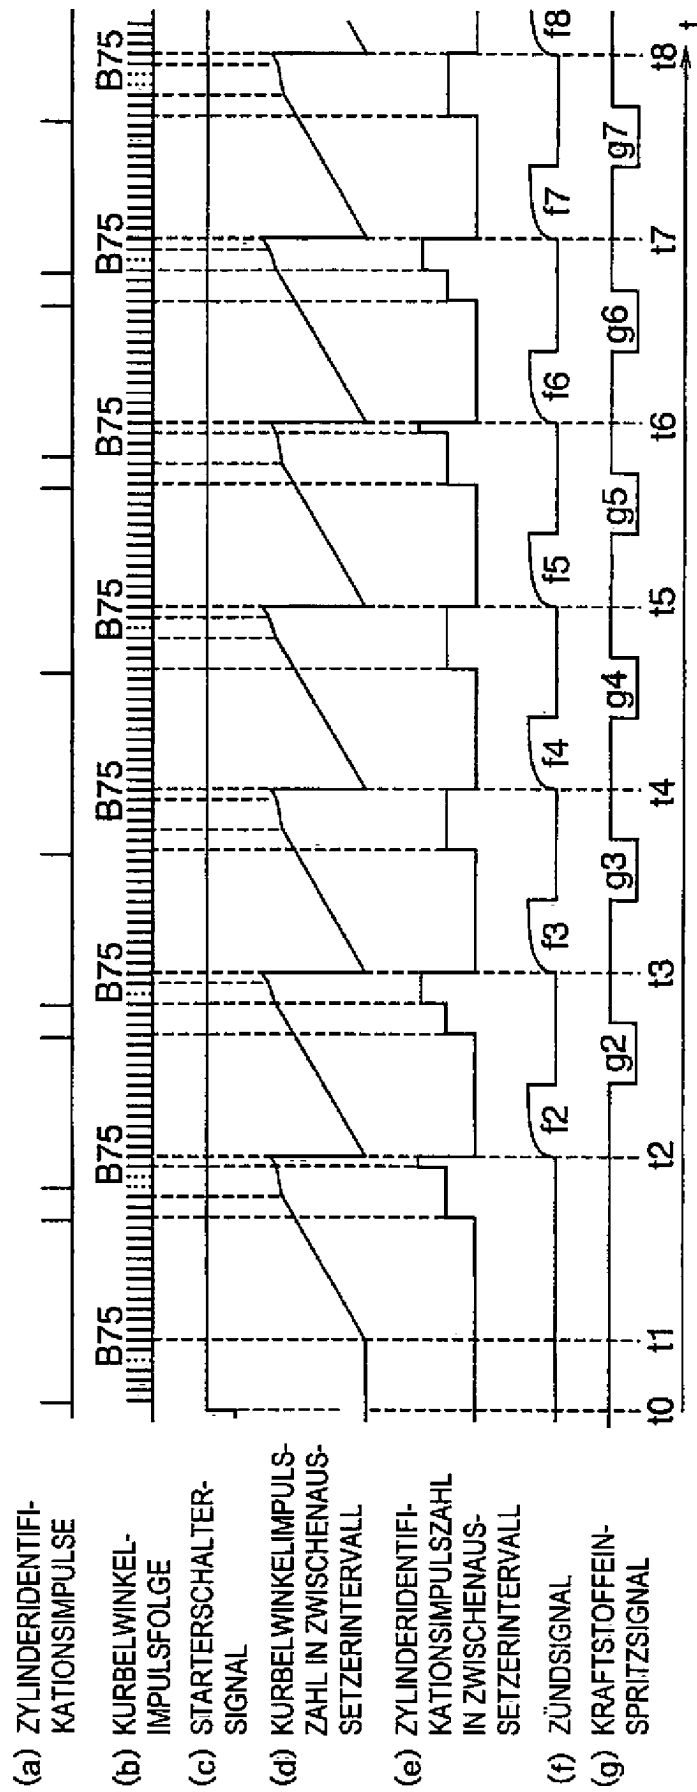 (a) ZYLINDERIDENTIFI-
KATIONSIMPULSE
(b) KURBELWINKEL-
IMPULSFOLGE
B75 B75 B75 B75 B75 B75 B75 B75
(c) STARTERSCHALTER-
SIGNAL
(d) KURBELWINKELIMPULS-
ZAHL IN ZWISCHENAUS-
SETZERINTERVALL
(e) ZYLINDERIDENTIFI-
KATIONSIMPULSZAHL
IN ZWISCHENAUS-
SETZERINTERVALL
(f) ZÜNDSIGNAL
f2 f3 f4 f5 f6 f7 f8
(g) KRAFTSTOFFEIN-
SPRITZSIGNAL
g2 g3 g4 g5 g6 g7
t0 t1 t2 t3 t4 t5 t6 t7 t8
t